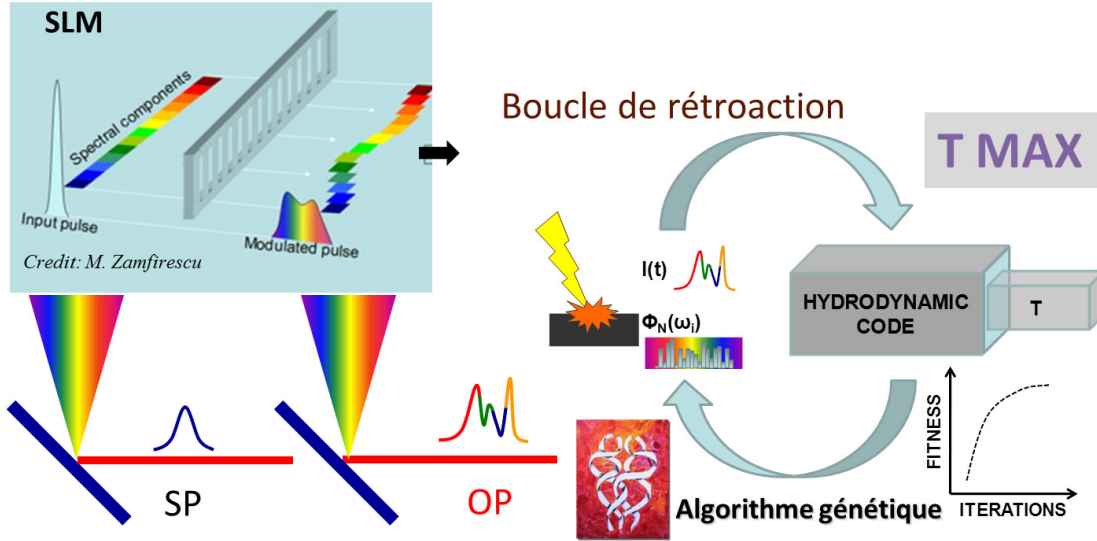 SLM
Spectral components
Input pulse
Modulated pulse
Credit: M. Zamfirescu
SP
OP
Boucle de rétroaction
T MAX
I(t)
Φ_N(ω_i)
HYDRODYNAMIC
CODE
T
FITNESS
ITERATIONS
Algorithme génétique